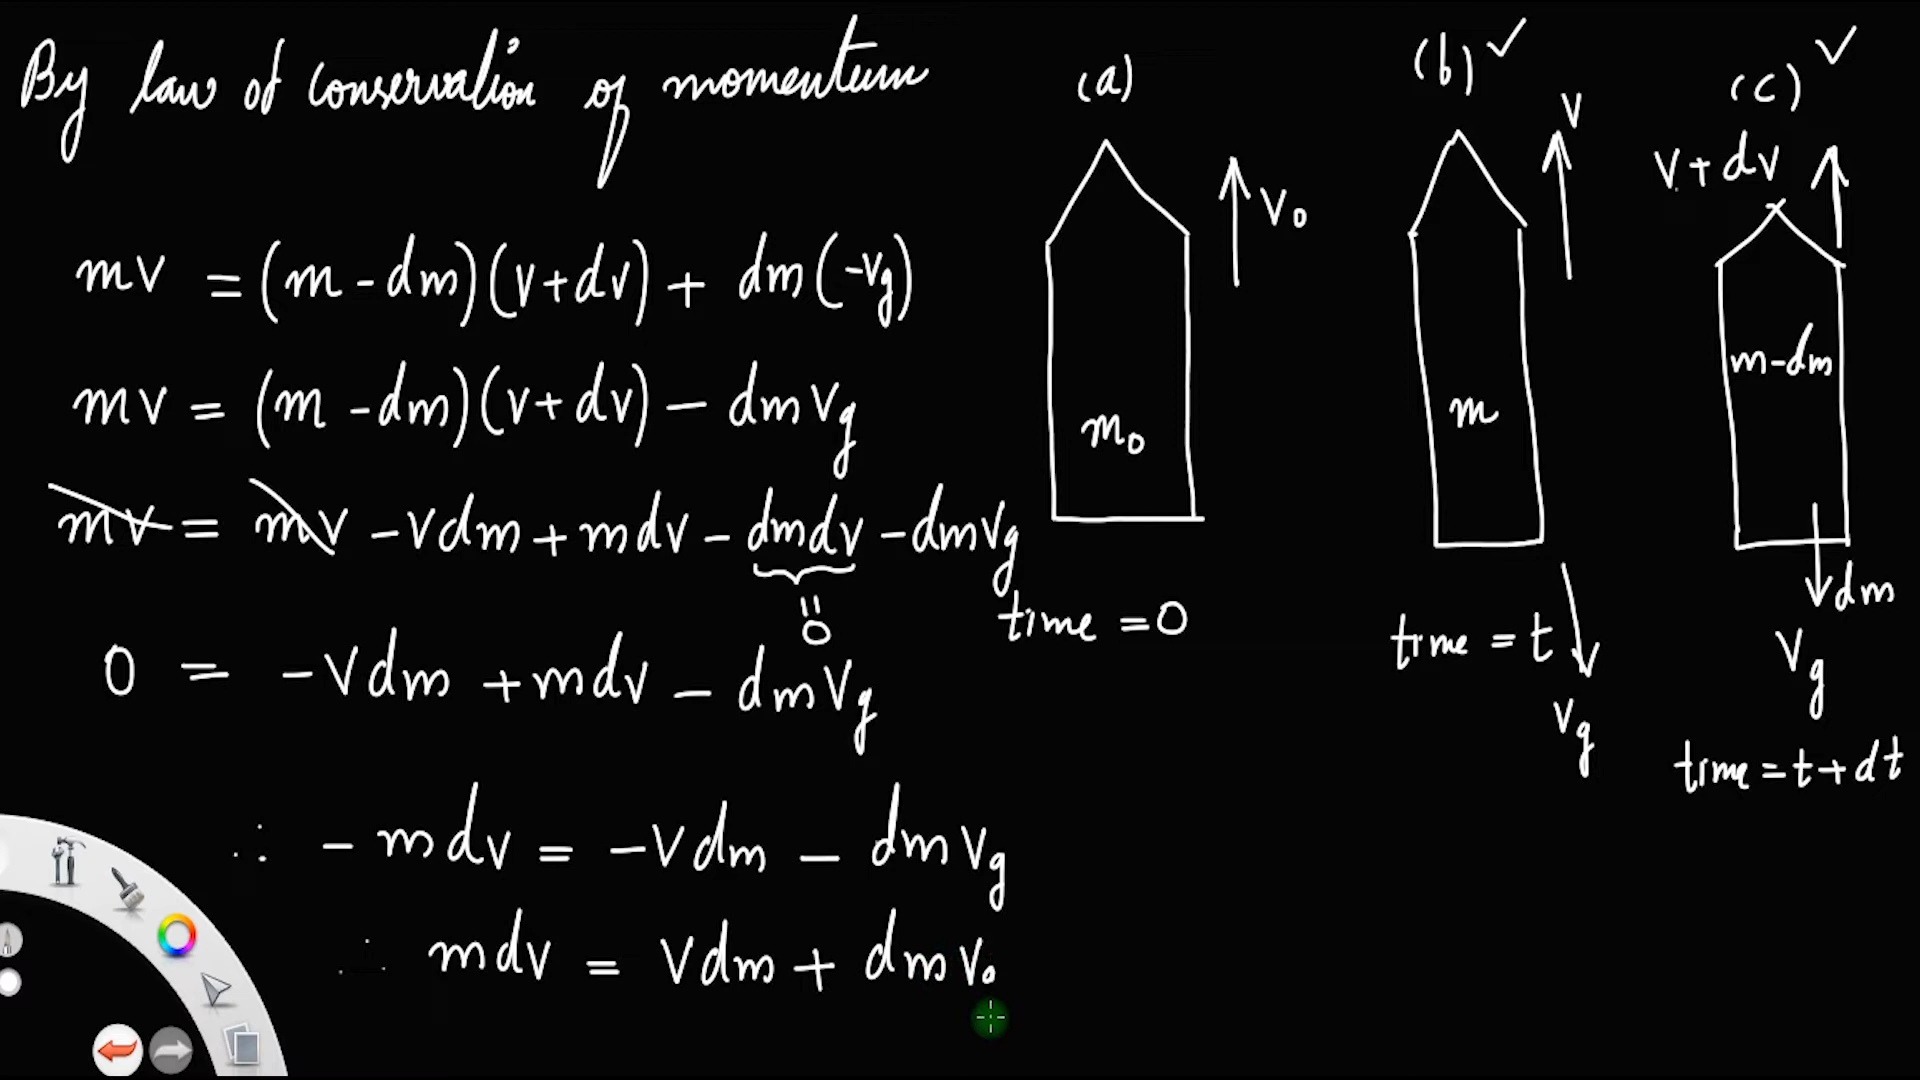 By law of conservation of momentum
mv = (m - dm)(v + dv) + dm(-vg)
mv = (m - dm)(v + dv) - dm vg
mv = mv - vdm + mdv - dmdv - dmvg
= 0
0 = - vdm + mdv - dmvg
∴ - mdv = - vdm - dmvg
∴ mdv = vdm + dmv
(a)
v₀
m₀
time = 0
(b) ✓
v
m
time = t
vg
(c) ✓
v + dv
m - dm
dm
vg
time = t + dt